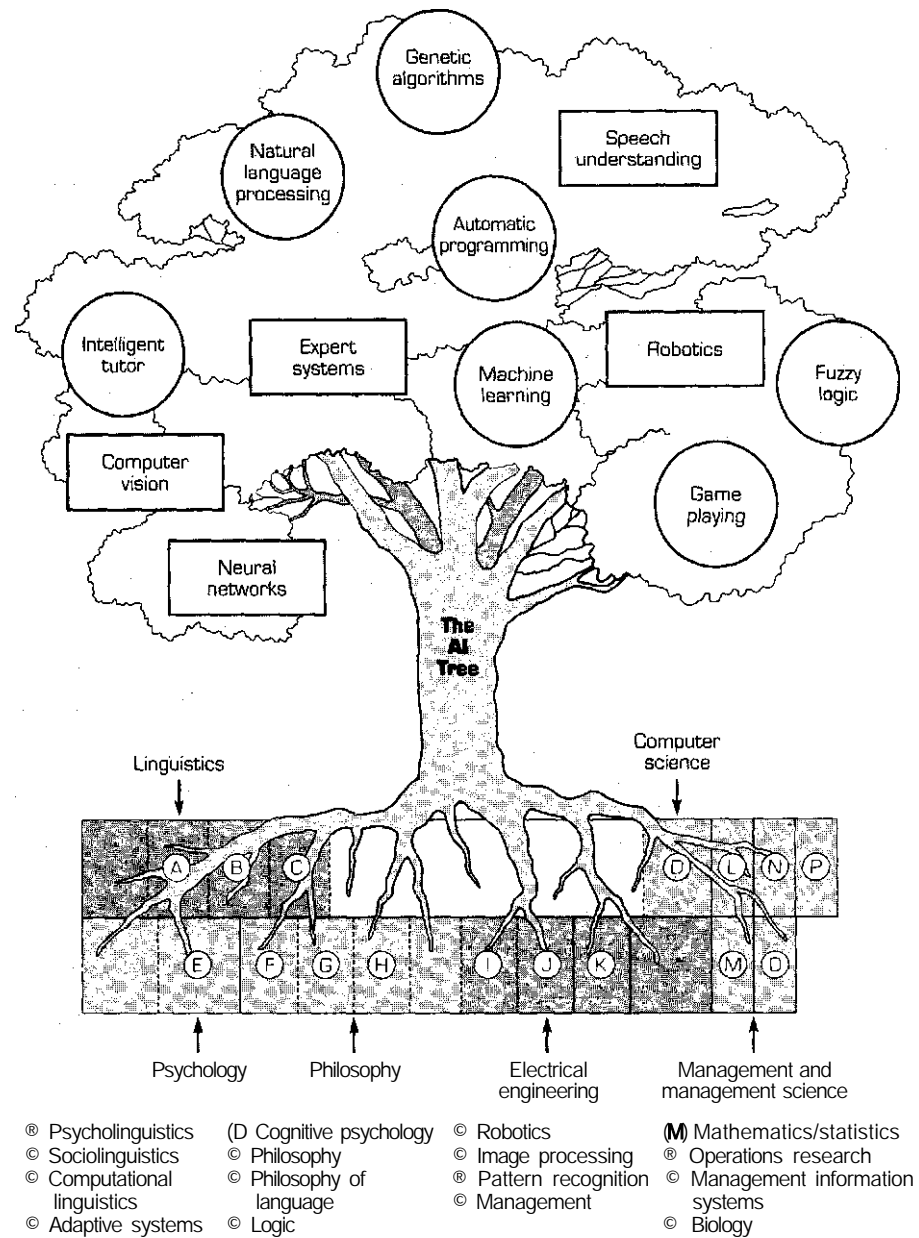 Genetic
algorithms
Speech
understanding
Natural
language
processing
Automatic
programming
Intelligent
tutor
Expert
systems
Machine
learning
Robotics
Fuzzy
logic
Computer
vision
Game
playing
Neural
networks
The
AI
Tree
Linguistics
Computer
science
A
B
C
D
L
N
P
E
F
G
H
I
J
K
M
O
Psychology
Philosophy
Electrical
engineering
Management and
management science
® Psycholinguistics
© Sociolinguistics
© Computational
linguistics
© Adaptive systems
(D Cognitive psychology
© Philosophy
© Philosophy of
language
© Logic
© Robotics
© Image processing
® Pattern recognition
© Management
(M) Mathematics/statistics
® Operations research
© Management information
systems
© Biology